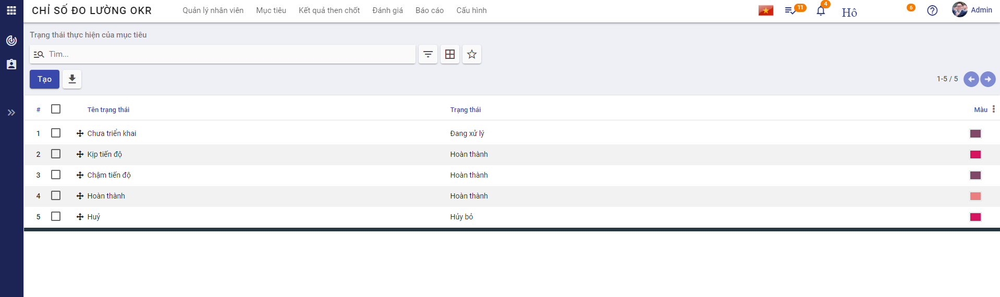 CHỈ SỐ ĐO LƯỜNG OKR Quản lý nhân viên Mục tiêu Kết quả then chốt Đánh giá Báo cáo Cấu hình 11 4 Hô 6 Admin
Trạng thái thực hiện của mục tiêu
Tìm...
Tạo 1-5 / 5
# Tên trạng thái Trạng thái Màu
1 Chưa triển khai Đang xử lý
2 Kịp tiến độ Hoàn thành
3 Chậm tiến độ Hoàn thành
4 Hoàn thành Hoàn thành
5 Huỷ Hủy bỏ